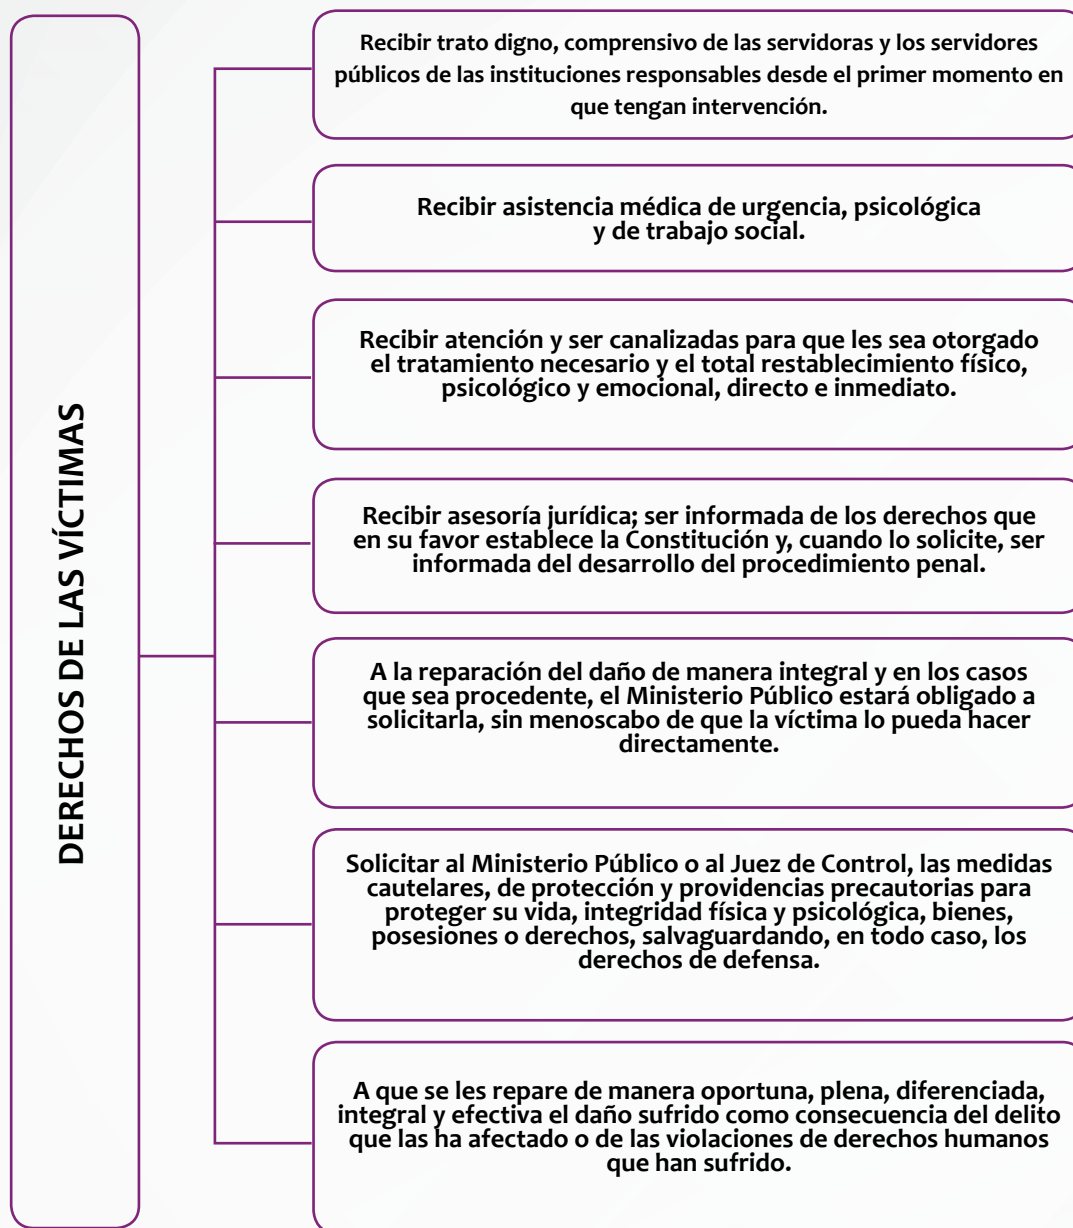 DERECHOS DE LAS VÍCTIMAS
Recibir trato digno, comprensivo de las servidoras y los servidores
públicos de las instituciones responsables desde el primer momento en
que tengan intervención.
Recibir asistencia médica de urgencia, psicológica
y de trabajo social.
Recibir atención y ser canalizadas para que les sea otorgado
el tratamiento necesario y el total restablecimiento físico,
psicológico y emocional, directo e inmediato.
Recibir asesoría jurídica; ser informada de los derechos que
en su favor establece la Constitución y, cuando lo solicite, ser
informada del desarrollo del procedimiento penal.
A la reparación del daño de manera integral y en los casos
que sea procedente, el Ministerio Público estará obligado a
solicitarla, sin menoscabo de que la víctima lo pueda hacer
directamente.
Solicitar al Ministerio Público o al Juez de Control, las medidas
cautelares, de protección y providencias precautorias para
proteger su vida, integridad física y psicológica, bienes,
posesiones o derechos, salvaguardando, en todo caso, los
derechos de defensa.
A que se les repare de manera oportuna, plena, diferenciada,
integral y efectiva el daño sufrido como consecuencia del delito
que las ha afectado o de las violaciones de derechos humanos
que han sufrido.